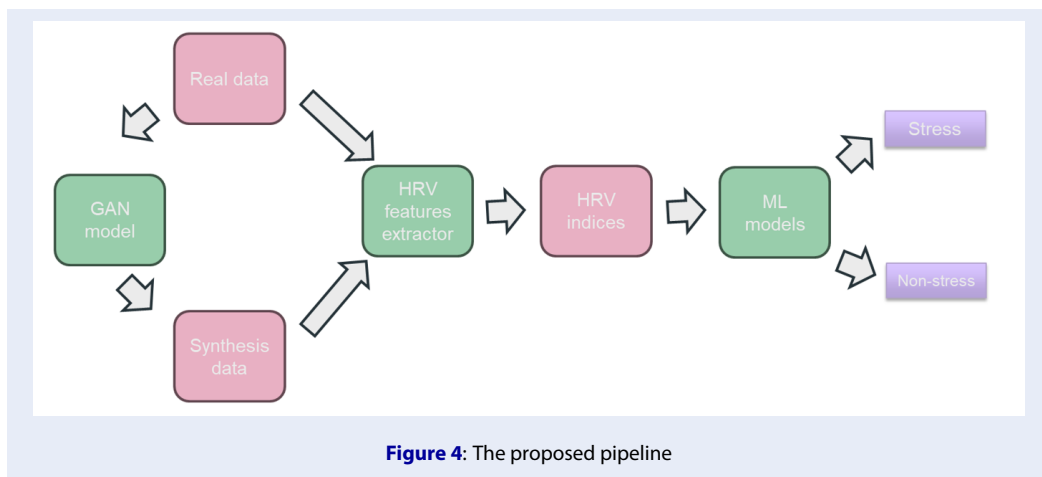 Real data
GAN
model
Synthesis
data
HRV
features
extractor
HRV
indices
ML
models
Stress
Non-stress
Figure 4: The proposed pipeline